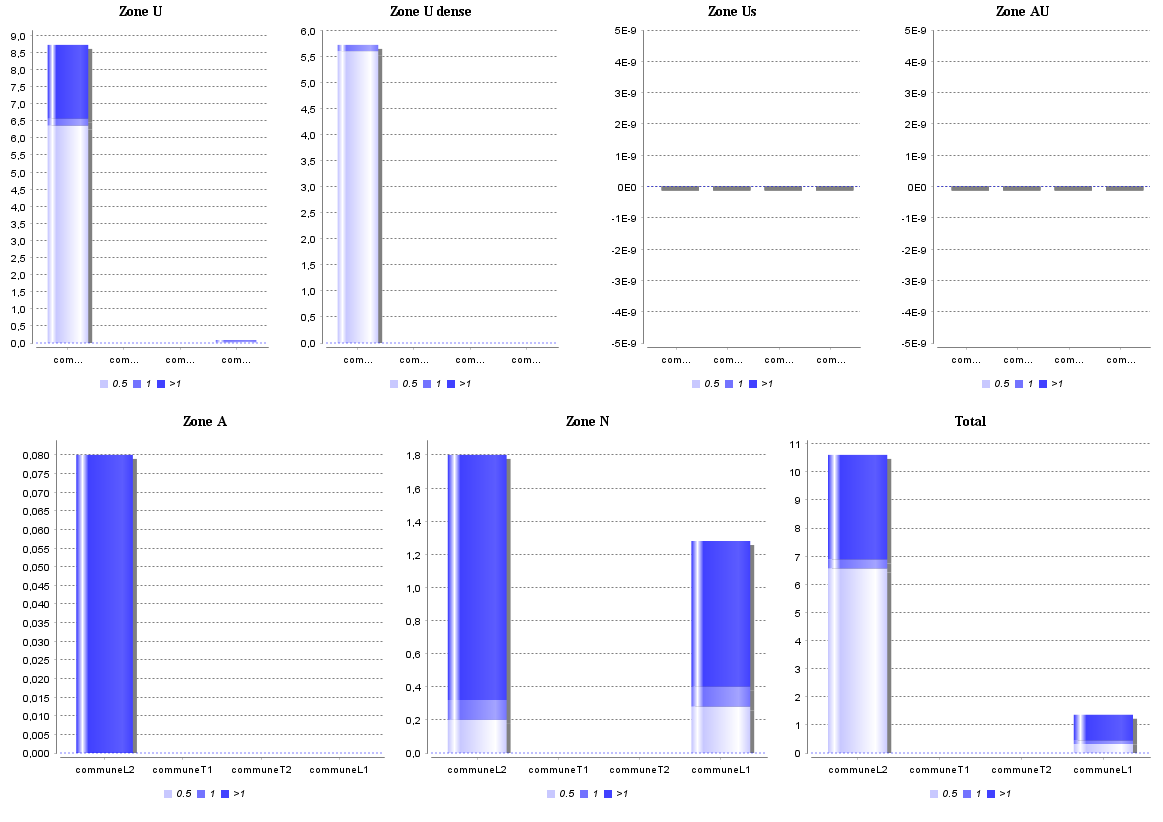 Zone U
9,0
8,5
8,0
7,5
7,0
6,5
6,0
5,5
5,0
4,5
4,0
3,5
3,0
2,5
2,0
1,5
1,0
0,5
0,0
com... com... com... com...
0.5 1 >1
Zone U dense
6,0
5,5
5,0
4,5
4,0
3,5
3,0
2,5
2,0
1,5
1,0
0,5
0,0
com... com... com... com...
0.5 1 >1
Zone Us
5E-9
4E-9
3E-9
2E-9
1E-9
0E0
-1E-9
-2E-9
-3E-9
-4E-9
-5E-9
com... com... com... com...
0.5 1 >1
Zone AU
5E-9
4E-9
3E-9
2E-9
1E-9
0E0
-1E-9
-2E-9
-3E-9
-4E-9
-5E-9
com... com... com... com...
0.5 1 >1
Zone A
0,080
0,075
0,070
0,065
0,060
0,055
0,050
0,045
0,040
0,035
0,030
0,025
0,020
0,015
0,010
0,005
0,000
communeL2 communeT1 communeT2 communeL1
0.5 1 >1
Zone N
1,8
1,6
1,4
1,2
1,0
0,8
0,6
0,4
0,2
0,0
communeL2 communeT1 communeT2 communeL1
0.5 1 >1
Total
11
10
9
8
7
6
5
4
3
2
1
0
communeL2 communeT1 communeT2 communeL1
0.5 1 >1